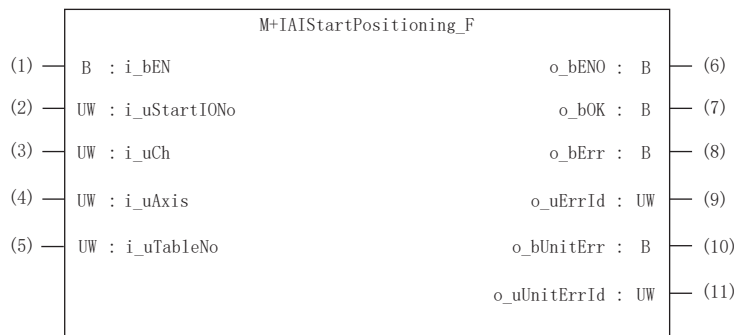 M+IAIStartPositioning_F
(1) B : i_bEN o_bENO : B (6)
(2) UW : i_uStartIONo o_bOK : B (7)
(3) UW : i_uCh o_bErr : B (8)
(4) UW : i_uAxis o_uErrId : UW (9)
(5) UW : i_uTableNo o_bUnitErr : B (10)
o_uUnitErrId : UW (11)